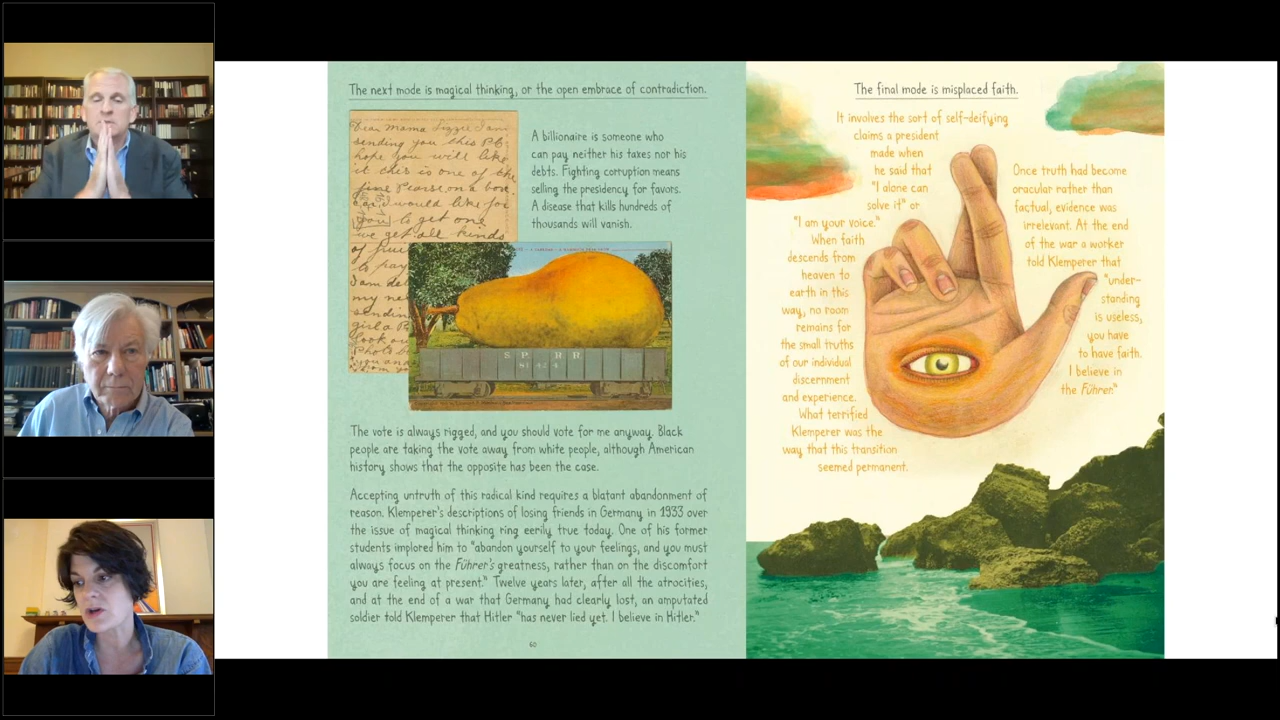 The next mode is magical thinking, or the open embrace of contradiction.
Dear Mama Lizzie I am
sending you this P.C.
hope you will like
it this is one of the
fine Pears on a box
car would like for
you to get one
we get all kinds
A billionaire is someone who
can pay neither his taxes nor his
debts. Fighting corruption means
selling the presidency for favors.
A disease that kills hundreds of
thousands will vanish.
S. P. R R.
The vote is always rigged, and you should vote for me anyway. Black
people are taking the vote away from white people, although American
history shows that the opposite has been the case.
Accepting untruth of this radical kind requires a blatant abandonment of
reason. Klemperer's descriptions of losing friends in Germany in 1933 over
the issue of magical thinking ring eerily true today. One of his former
students implored him to "abandon yourself to your feelings, and you must
always focus on the Führer's greatness, rather than on the discomfort
you are feeling at present." Twelve years later, after all the atrocities,
and at the end of a war that Germany had clearly lost, an amputated
soldier told Klemperer that Hitler "has never lied yet. I believe in Hitler."
60
The final mode is misplaced faith.
It involves the sort of self-deifying
claims a president
made when
he said that
"I alone can
solve it" or
"I am your voice."
When faith
descends from
heaven to
earth in this
way, no room
remains for
the small truths
of our individual
discernment
and experience.
What terrified
Klemperer was the
way that this transition
seemed permanent.
Once truth had become
oracular rather than
factual, evidence was
irrelevant. At the end
of the war a worker
told Klemperer that
"under-
standing
is useless,
you have
to have faith.
I believe in
the Führer."